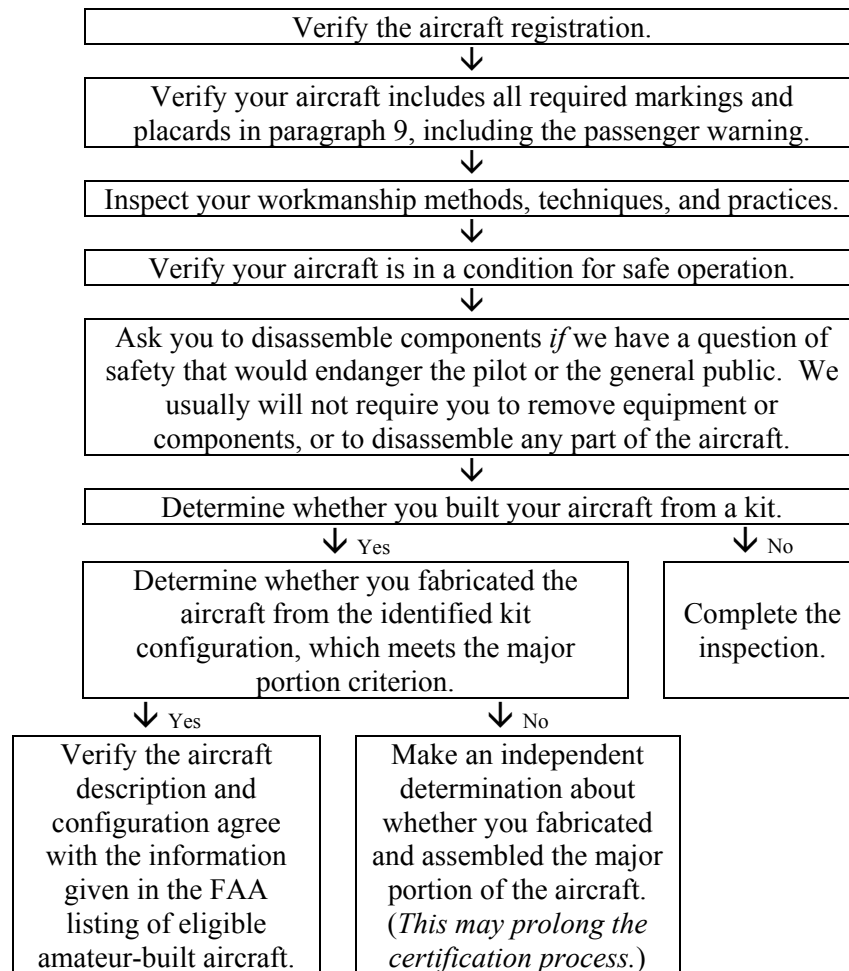 Verify the aircraft registration.
Verify your aircraft includes all required markings and
placards in paragraph 9, including the passenger warning.
Inspect your workmanship methods, techniques, and practices.
Verify your aircraft is in a condition for safe operation.
Ask you to disassemble components if we have a question of
safety that would endanger the pilot or the general public.  We
usually will not require you to remove equipment or
components, or to disassemble any part of the aircraft.
Determine whether you built your aircraft from a kit.
Yes
No
Determine whether you fabricated the
aircraft from the identified kit
configuration, which meets the major
portion criterion.
Complete the
inspection.
Yes
No
Verify the aircraft
description and
configuration agree
with the information
given in the FAA
listing of eligible
amateur-built aircraft.
Make an independent
determination about
whether you fabricated
and assembled the major
portion of the aircraft.
(This may prolong the
certification process.)